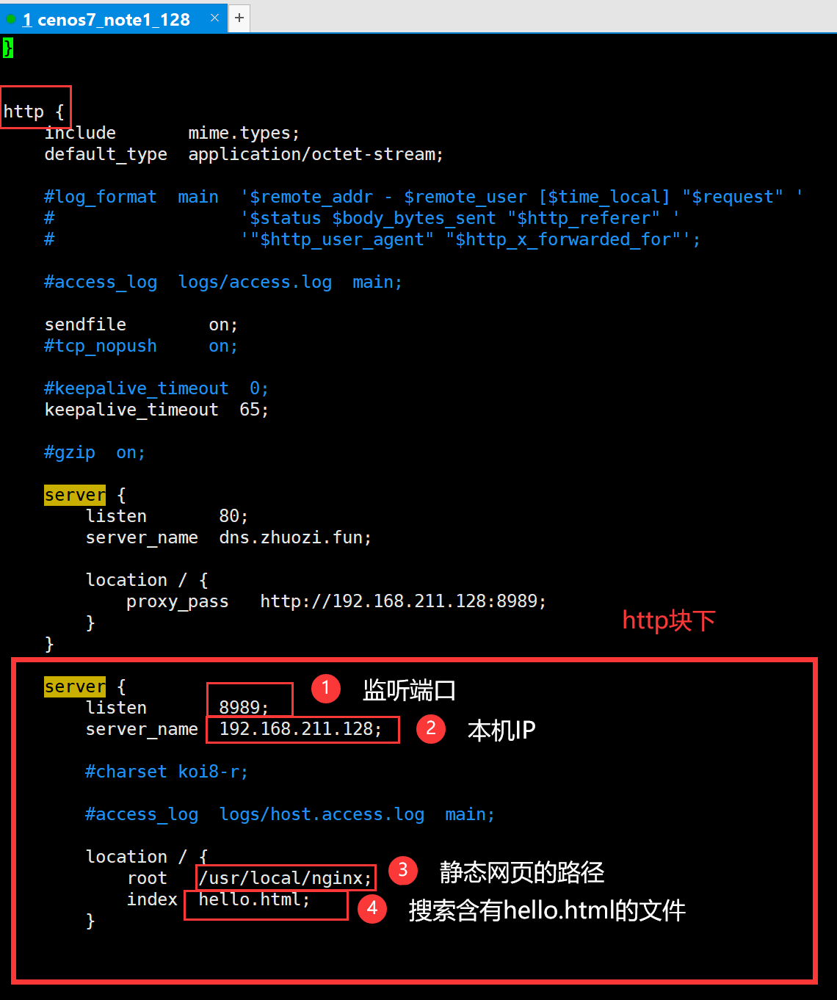 1 cenos7_note1_128 × +
}
http {
    include       mime.types;
    default_type  application/octet-stream;
    #log_format  main  '$remote_addr - $remote_user [$time_local] "$request" '
    #                  '$status $body_bytes_sent "$http_referer" '
    #                  '"$http_user_agent" "$http_x_forwarded_for"';
    #access_log  logs/access.log  main;
    sendfile        on;
    #tcp_nopush     on;
    #keepalive_timeout  0;
    keepalive_timeout  65;
    #gzip  on;
    server {
        listen       80;
        server_name  dns.zhuozi.fun;
        location / {
            proxy_pass   http://192.168.211.128:8989;
        }
http块下
    }
    server {
1 监听端口
        listen       8989;
        server_name  192.168.211.128;
2 本机IP
        #charset koi8-r;
        #access_log  logs/host.access.log  main;
        location / {
            root   /usr/local/nginx;
3 静态网页的路径
            index  hello.html;
4 搜索含有hello.html的文件
        }